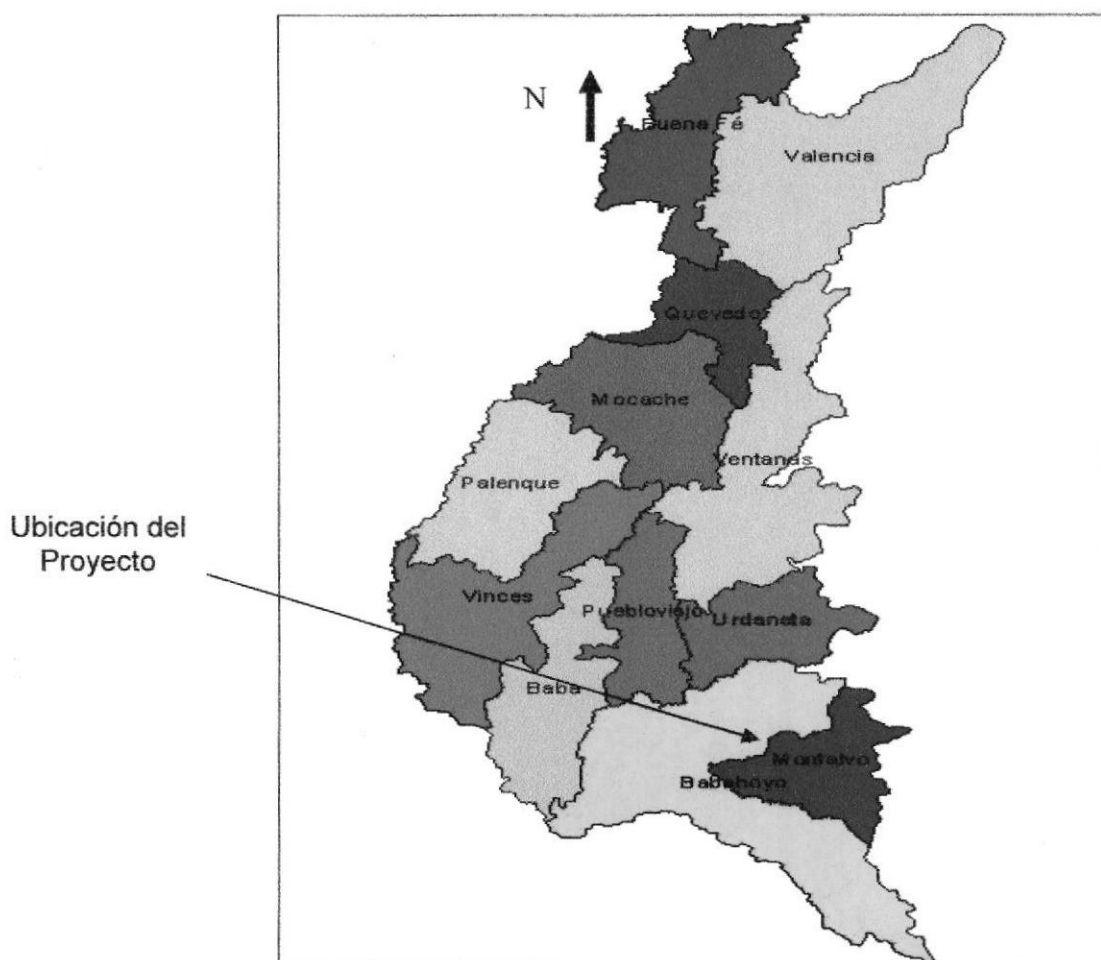 N
Buena Fé
Valencia
Quevedo
Mocache
Ventanas
Palenque
Ubicación del
Proyecto
Vinces
Puebloviejo
Urdaneta
Baba
Montalvo
Babahoyo